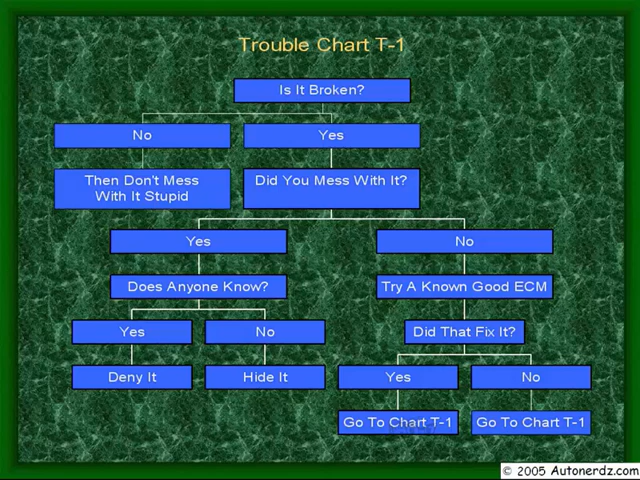 Trouble Chart T-1
Is It Broken?
No
Yes
Then Don't Mess
With It Stupid
Did You Mess With It?
Yes
No
Does Anyone Know?
Try A Known Good ECM
Yes
No
Did That Fix It?
Deny It
Hide It
Yes
No
Go To Chart T-1
Go To Chart T-1
© 2005 Autonerdz.com